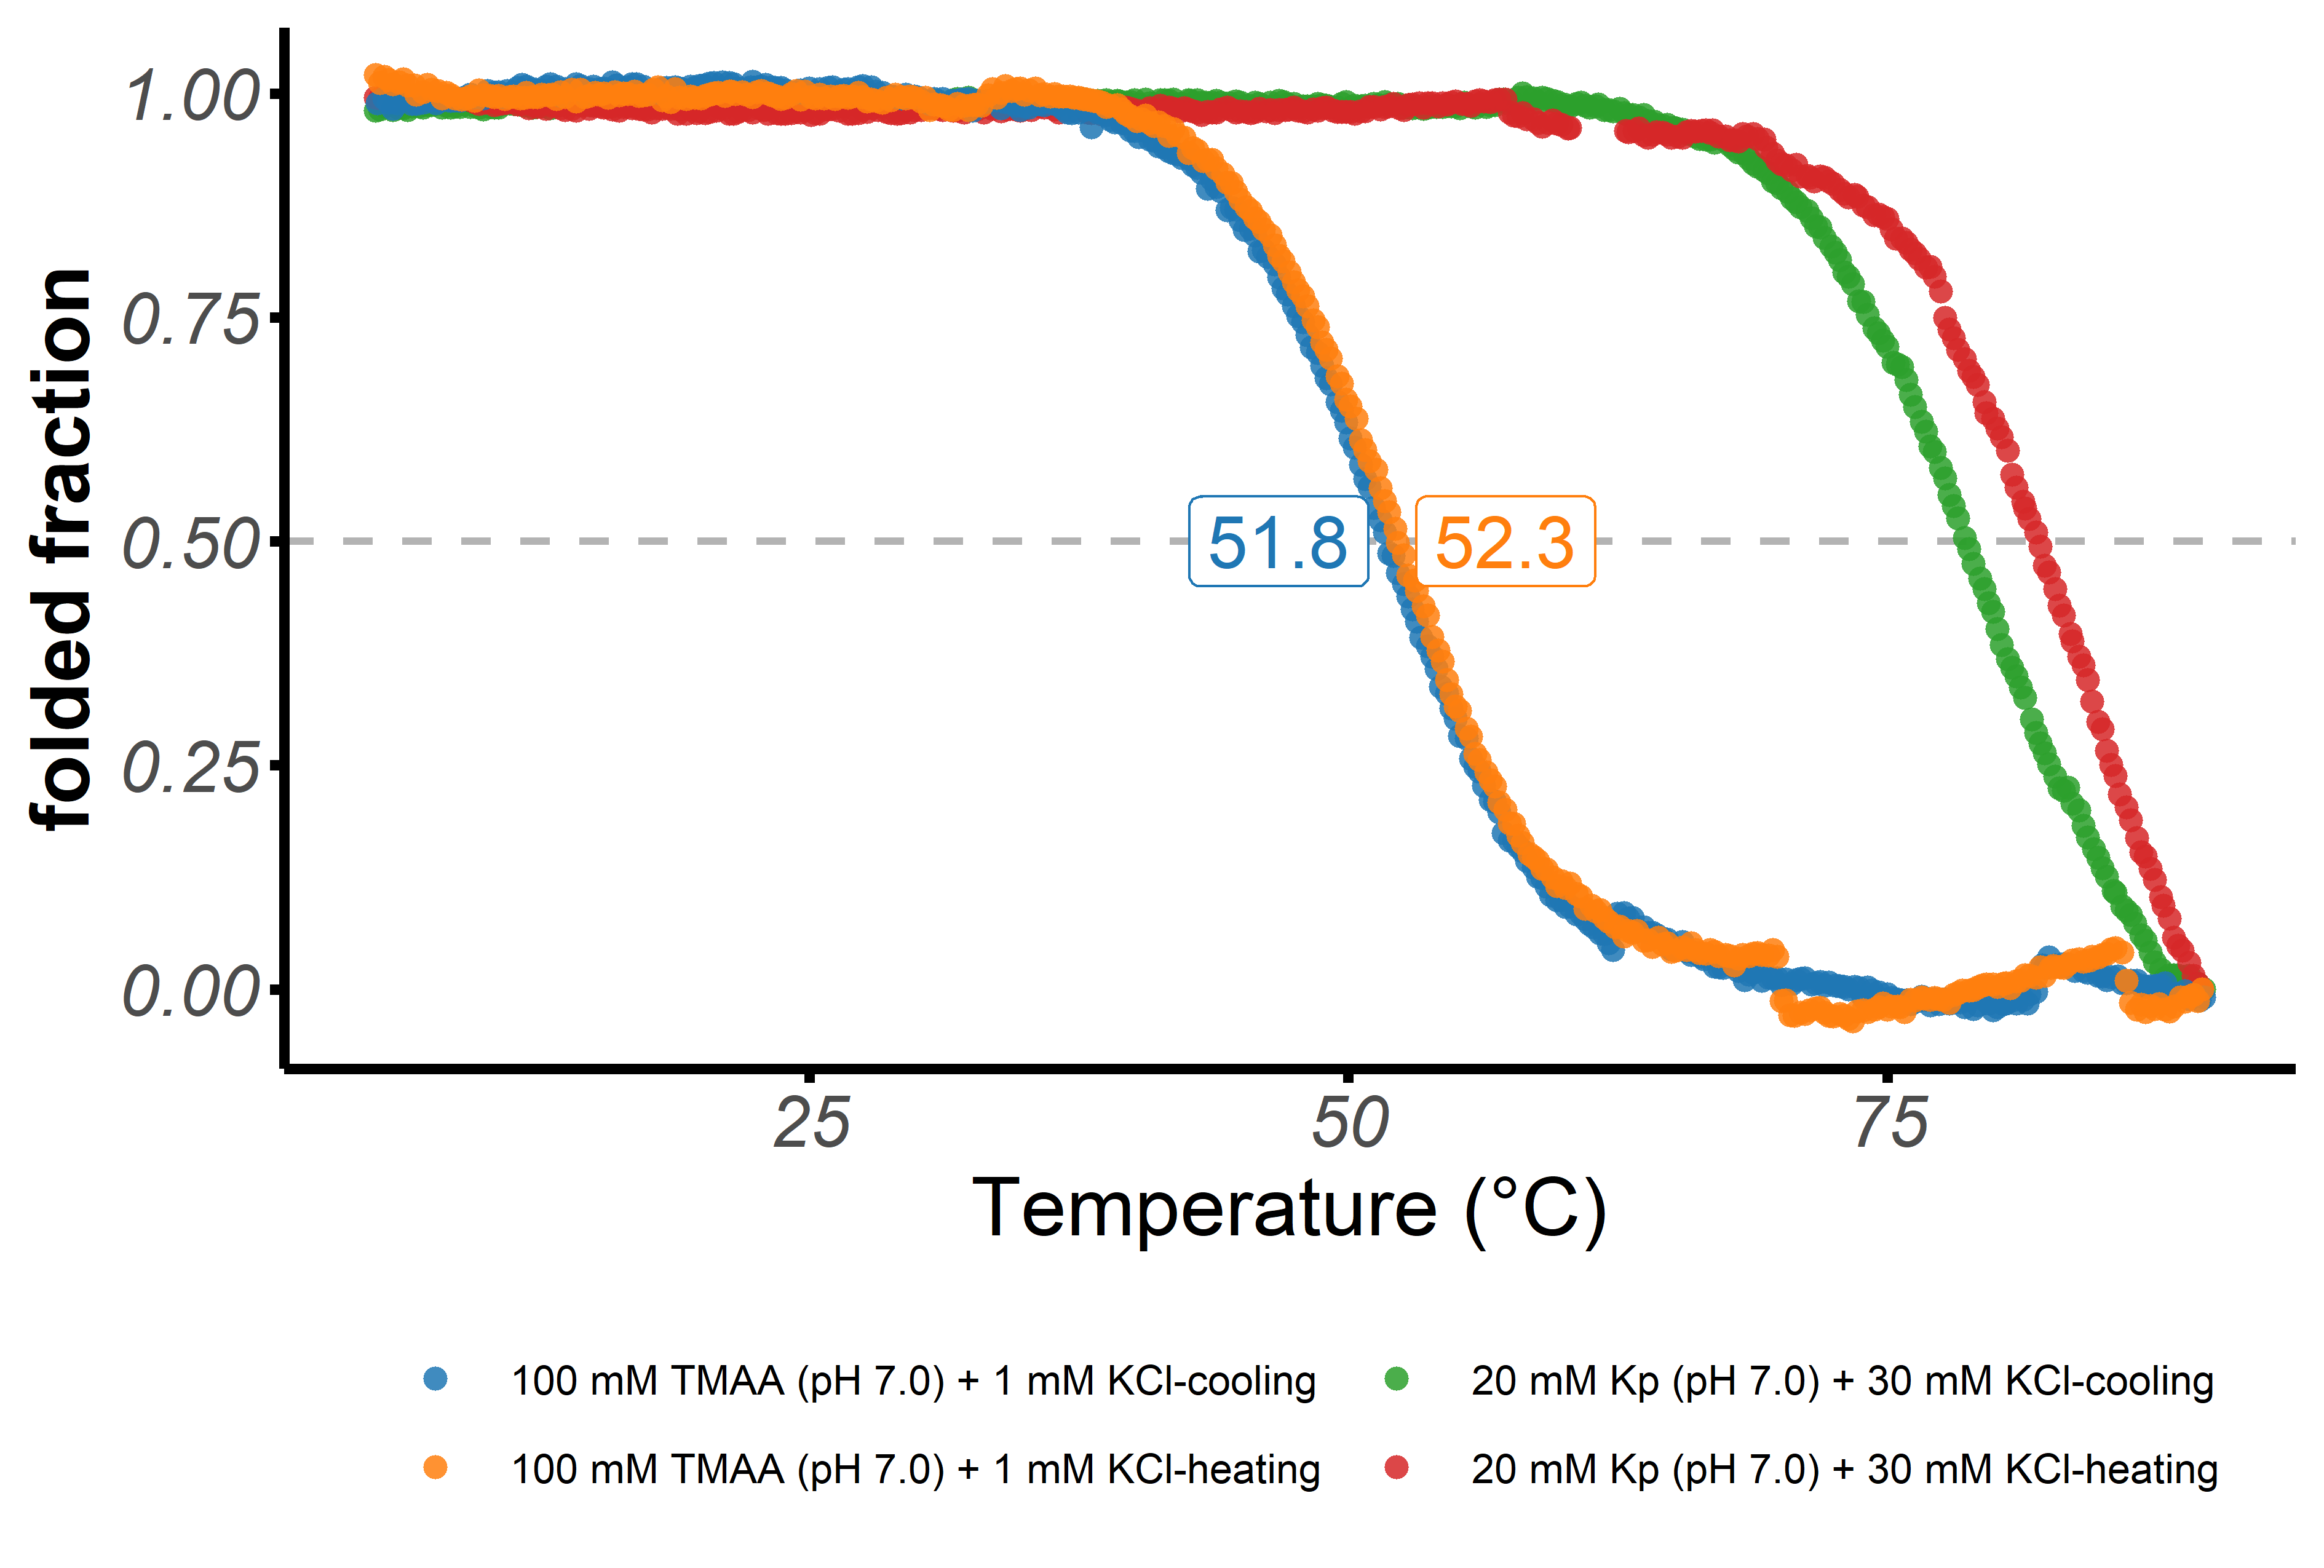 1.00
0.75
folded fraction
0.50
51.8
52.3
0.25
0.00
25
50
75
Temperature (°C)
100 mM TMAA (pH 7.0) + 1 mM KCl-cooling
20 mM Kp (pH 7.0) + 30 mM KCl-cooling
100 mM TMAA (pH 7.0) + 1 mM KCl-heating
20 mM Kp (pH 7.0) + 30 mM KCl-heating